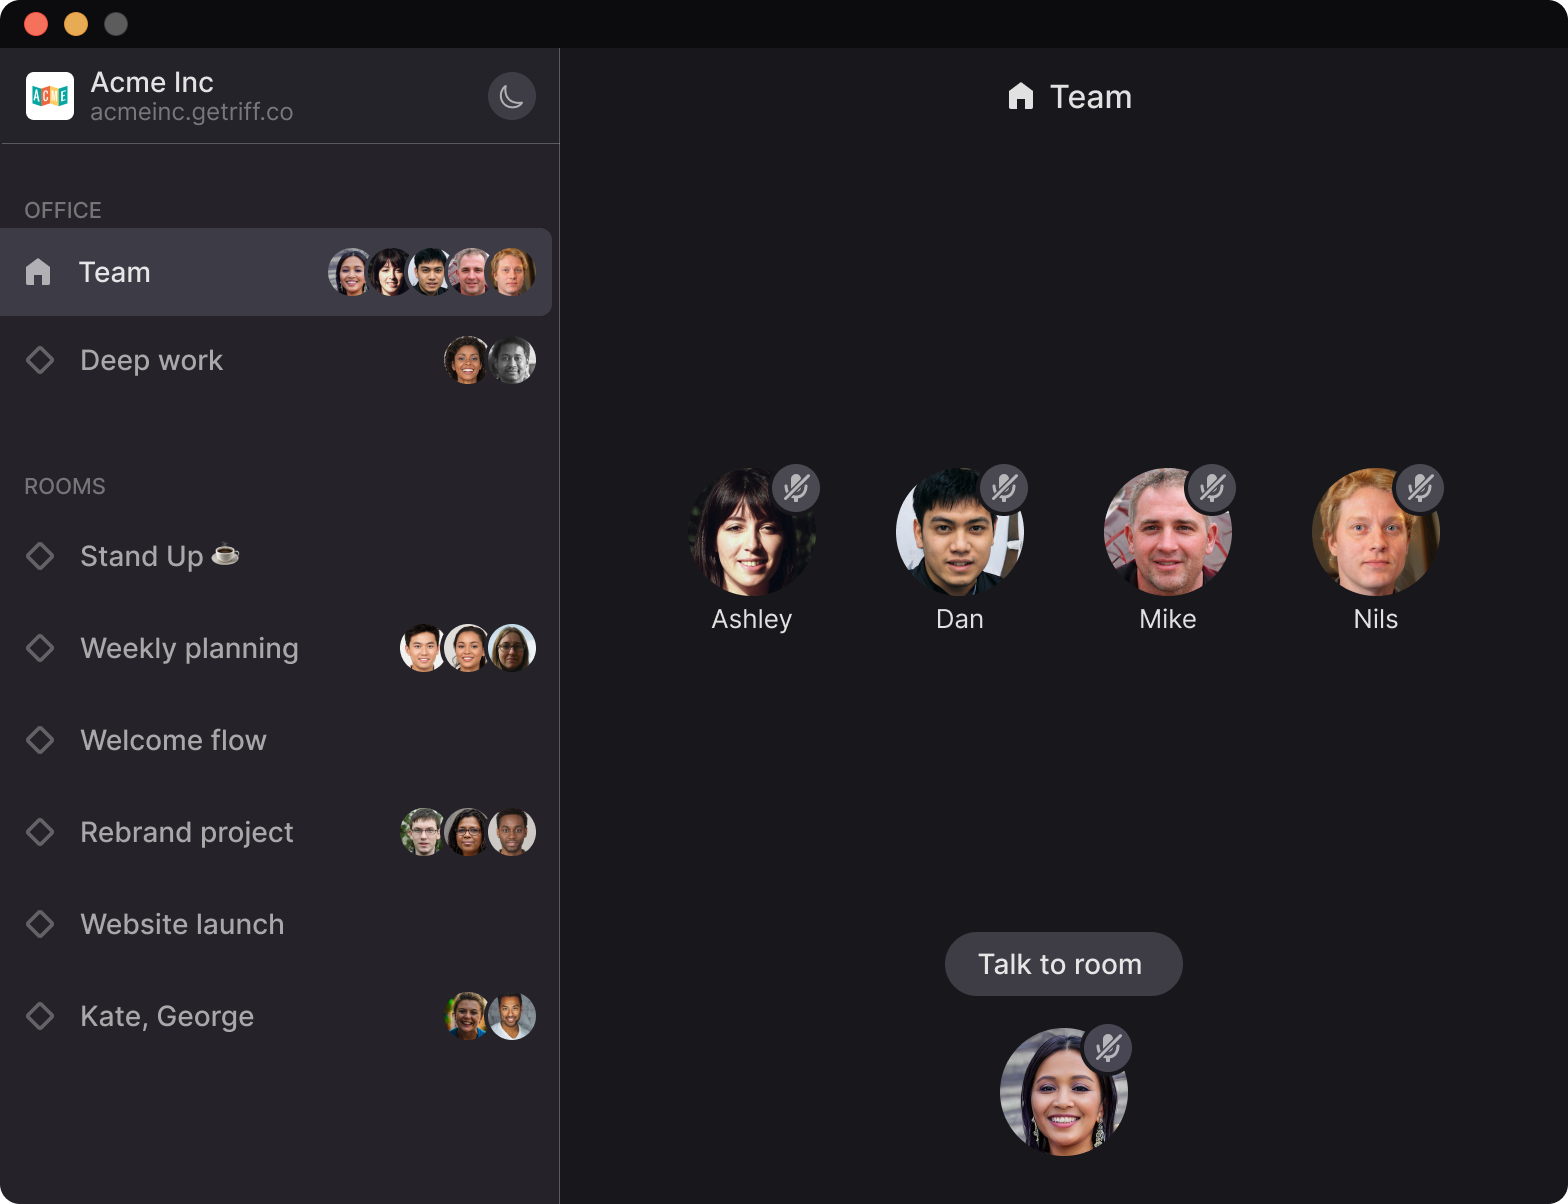 ACME
Acme Inc
acmeinc.getriff.co
Team
OFFICE
Team
Deep work
ROOMS
Stand Up ☕
Weekly planning
Welcome flow
Rebrand project
Website launch
Kate, George
Ashley
Dan
Mike
Nils
Talk to room